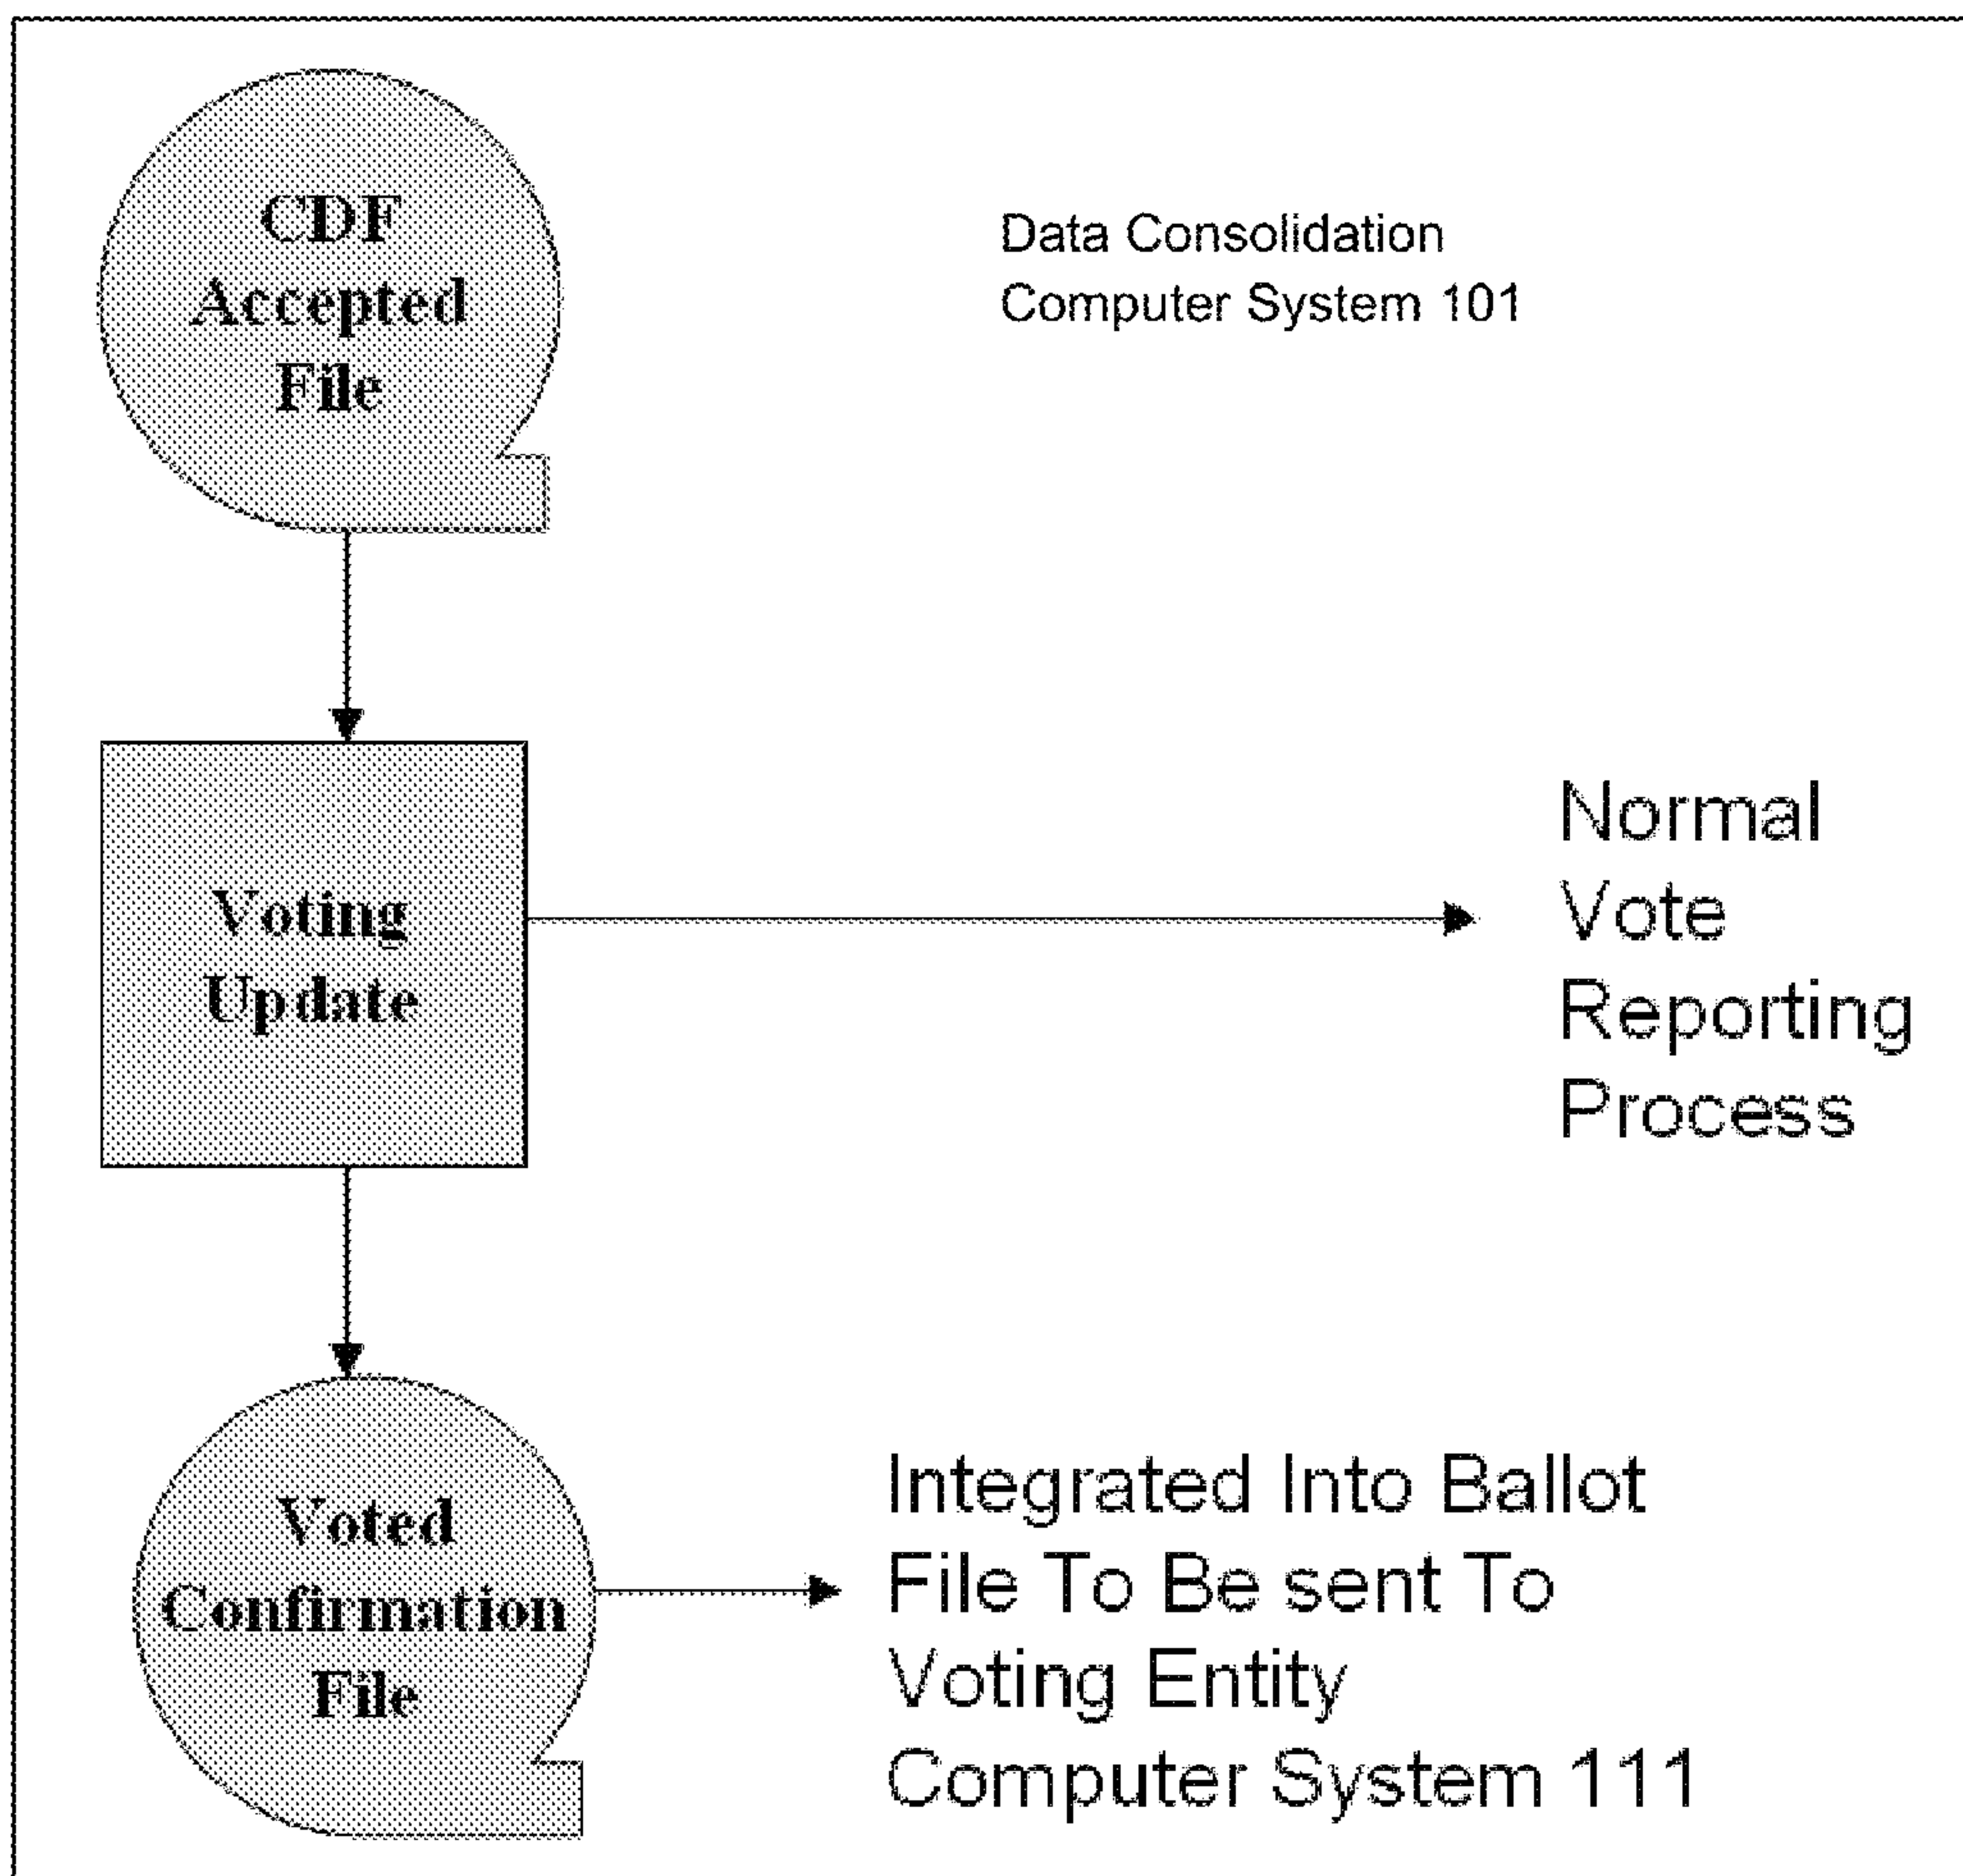 CDF
Accepted
File
Data Consolidation
Computer System 101
Voting
Update
Normal
Vote
Reporting
Process
Voted
Confirmation
File
Integrated Into Ballot
File To Be sent To
Voting Entity
Computer System 111